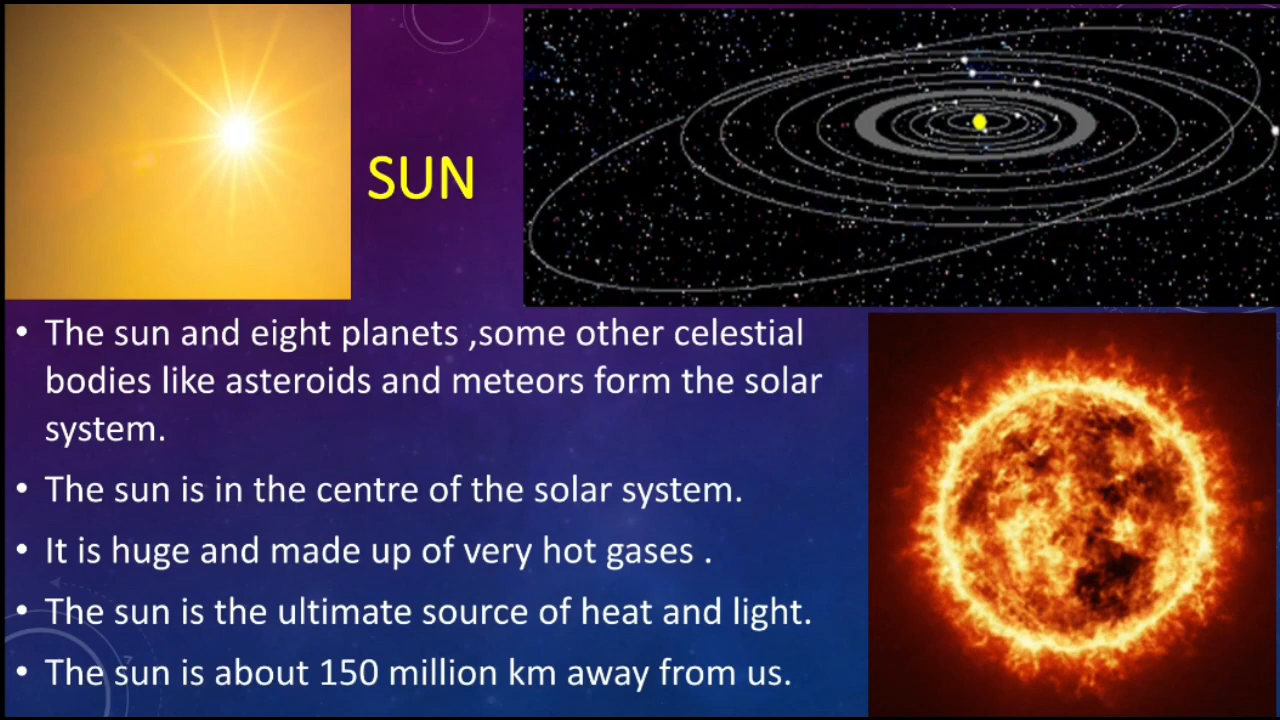 SUN
• The sun and eight planets ,some other celestial
bodies like asteroids and meteors form the solar
system.
• The sun is in the centre of the solar system.
• It is huge and made up of very hot gases .
• The sun is the ultimate source of heat and light.
• The sun is about 150 million km away from us.